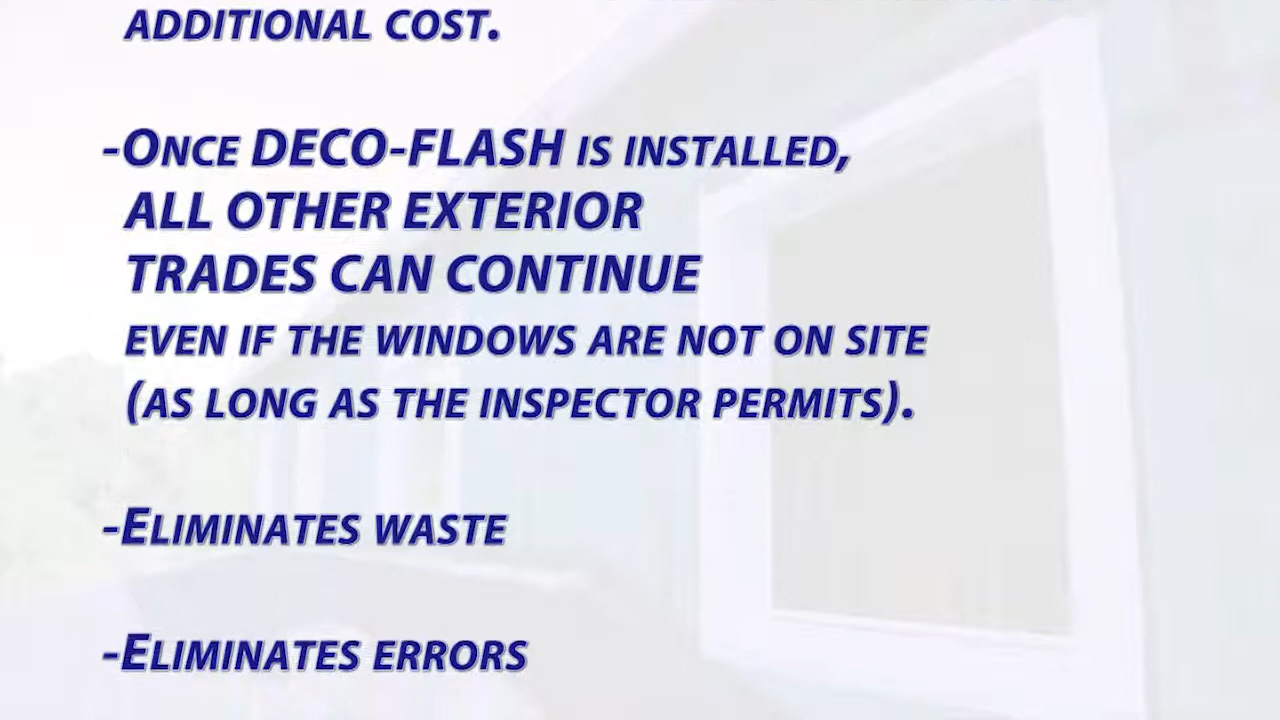 ADDITIONAL COST.
-ONCE DECO-FLASH IS INSTALLED,
ALL OTHER EXTERIOR
TRADES CAN CONTINUE
EVEN IF THE WINDOWS ARE NOT ON SITE
(AS LONG AS THE INSPECTOR PERMITS).
-ELIMINATES WASTE
-ELIMINATES ERRORS